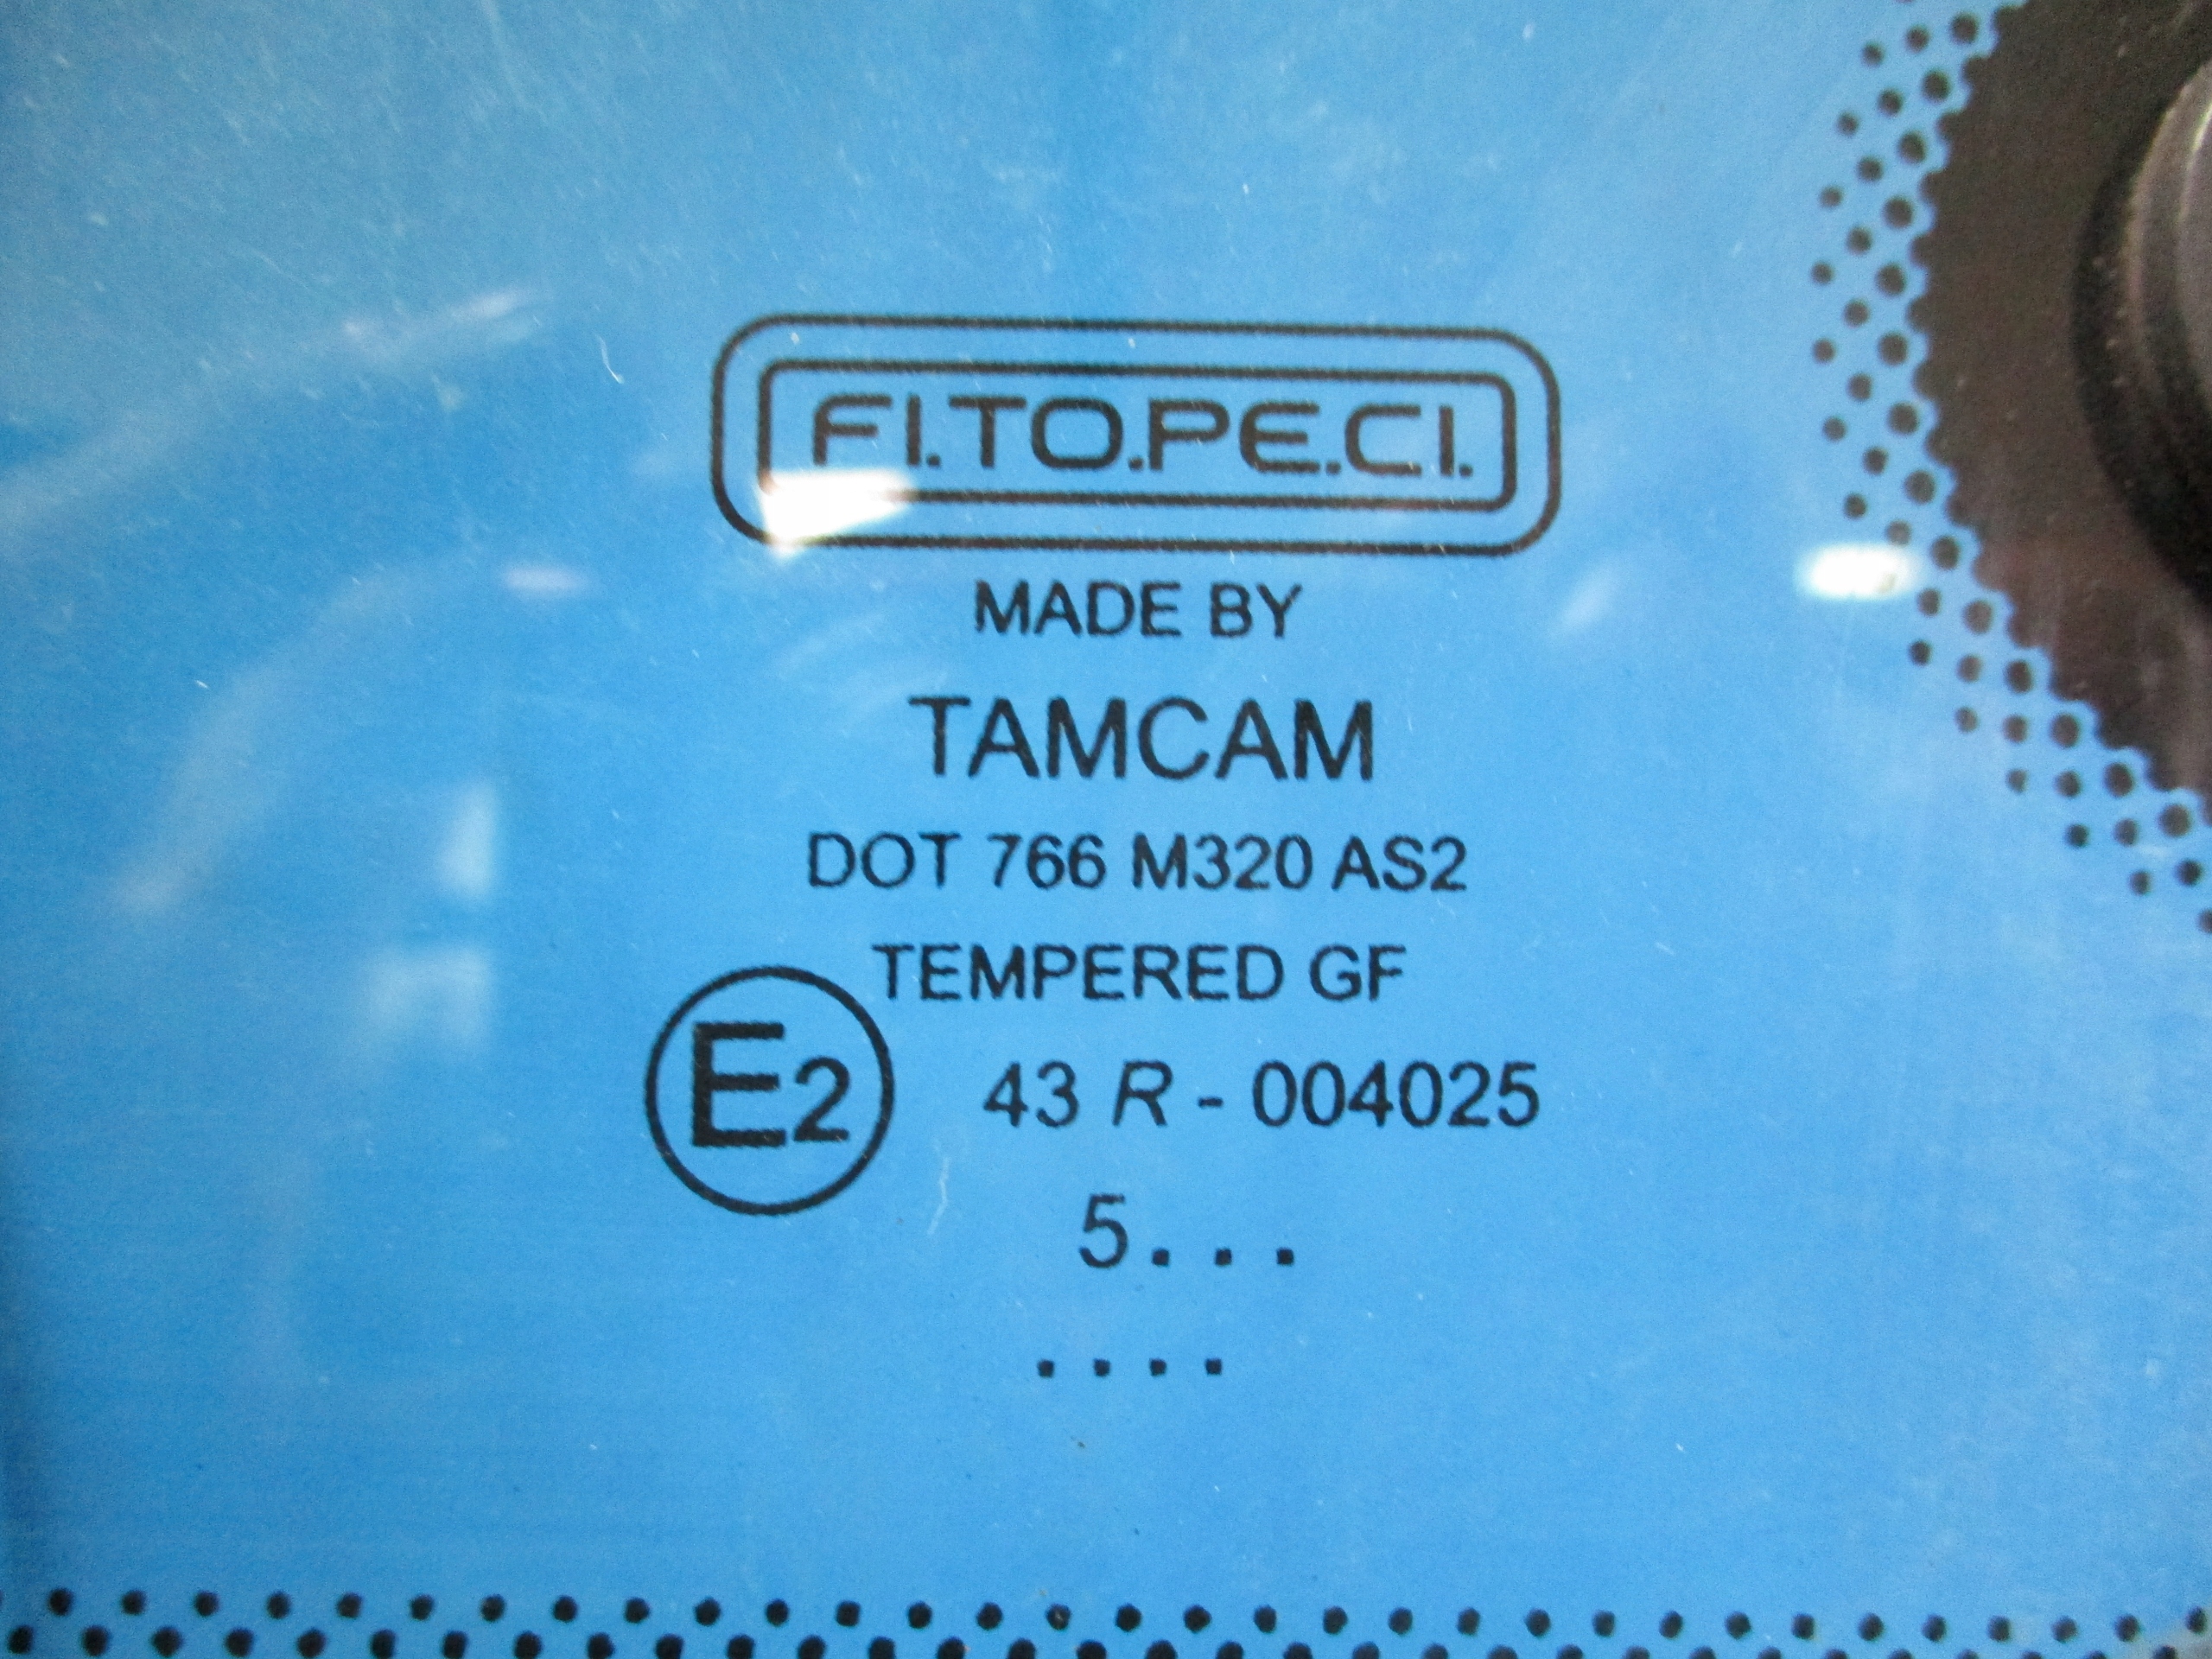 FI.TO.PE.CI.
MADE BY
TAMCAM
DOT 766 M320 AS2
TEMPERED GF
E2 43 R - 004025
5...
....